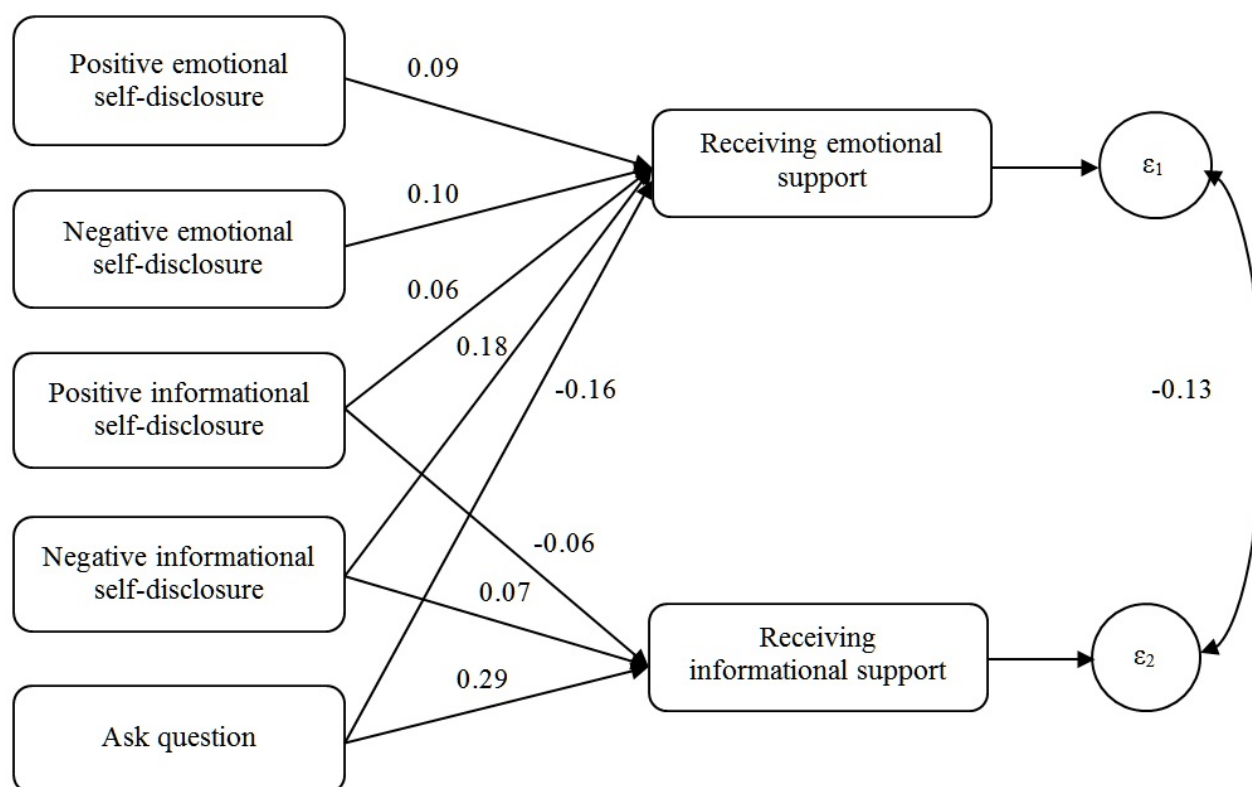 Positive emotional
self-disclosure
0.09
Receiving emotional
support
ε₁
Negative emotional
self-disclosure
0.10
0.06
Positive informational
self-disclosure
0.18
-0.16
-0.13
Negative informational
self-disclosure
-0.06
0.07
Receiving
informational support
ε₂
0.29
Ask question